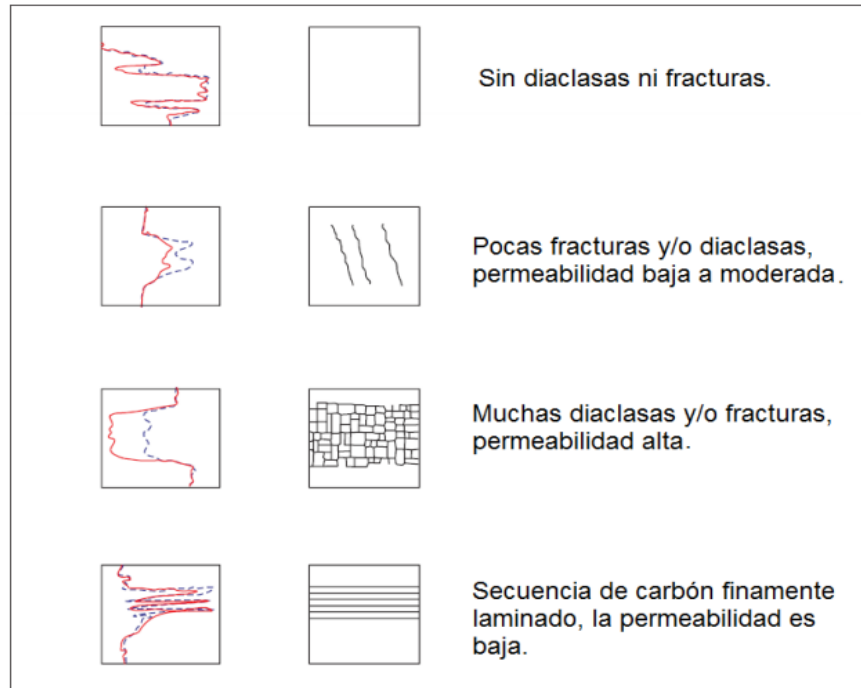 Sin diaclasas ni fracturas.
Pocas fracturas y/o diaclasas,
permeabilidad baja a moderada.
Muchas diaclasas y/o fracturas,
permeabilidad alta.
Secuencia de carbón finamente
laminado, la permeabilidad es
baja.